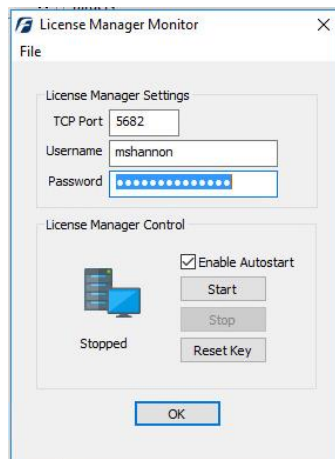 License Manager Monitor
File
License Manager Settings
TCP Port 5682
Username mshannon
Password ●●●●●●●●●●●●●●
License Manager Control
Enable Autostart
Start
Stop
Stopped
Reset Key
OK